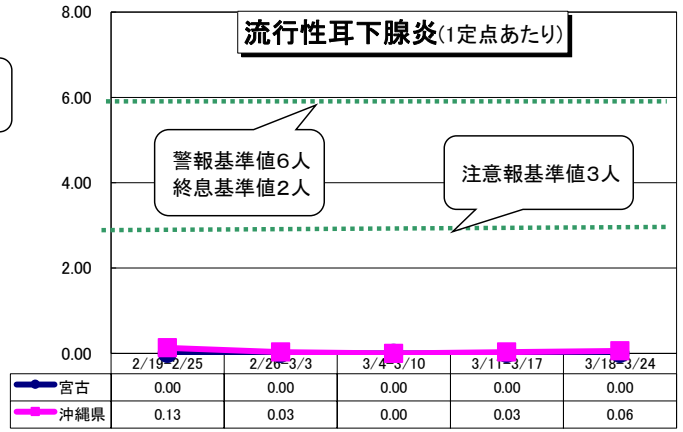 流行性耳下腺炎(1定点あたり)
8.00
6.00
4.00
2.00
0.00
警報基準値6人
終息基準値2人
注意報基準値3人
2/19-2/25 2/26-3/3 3/4-3/10 3/11-3/17 3/18-3/24
宮古 0.00 0.00 0.00 0.00 0.00
沖縄県 0.13 0.03 0.00 0.03 0.06